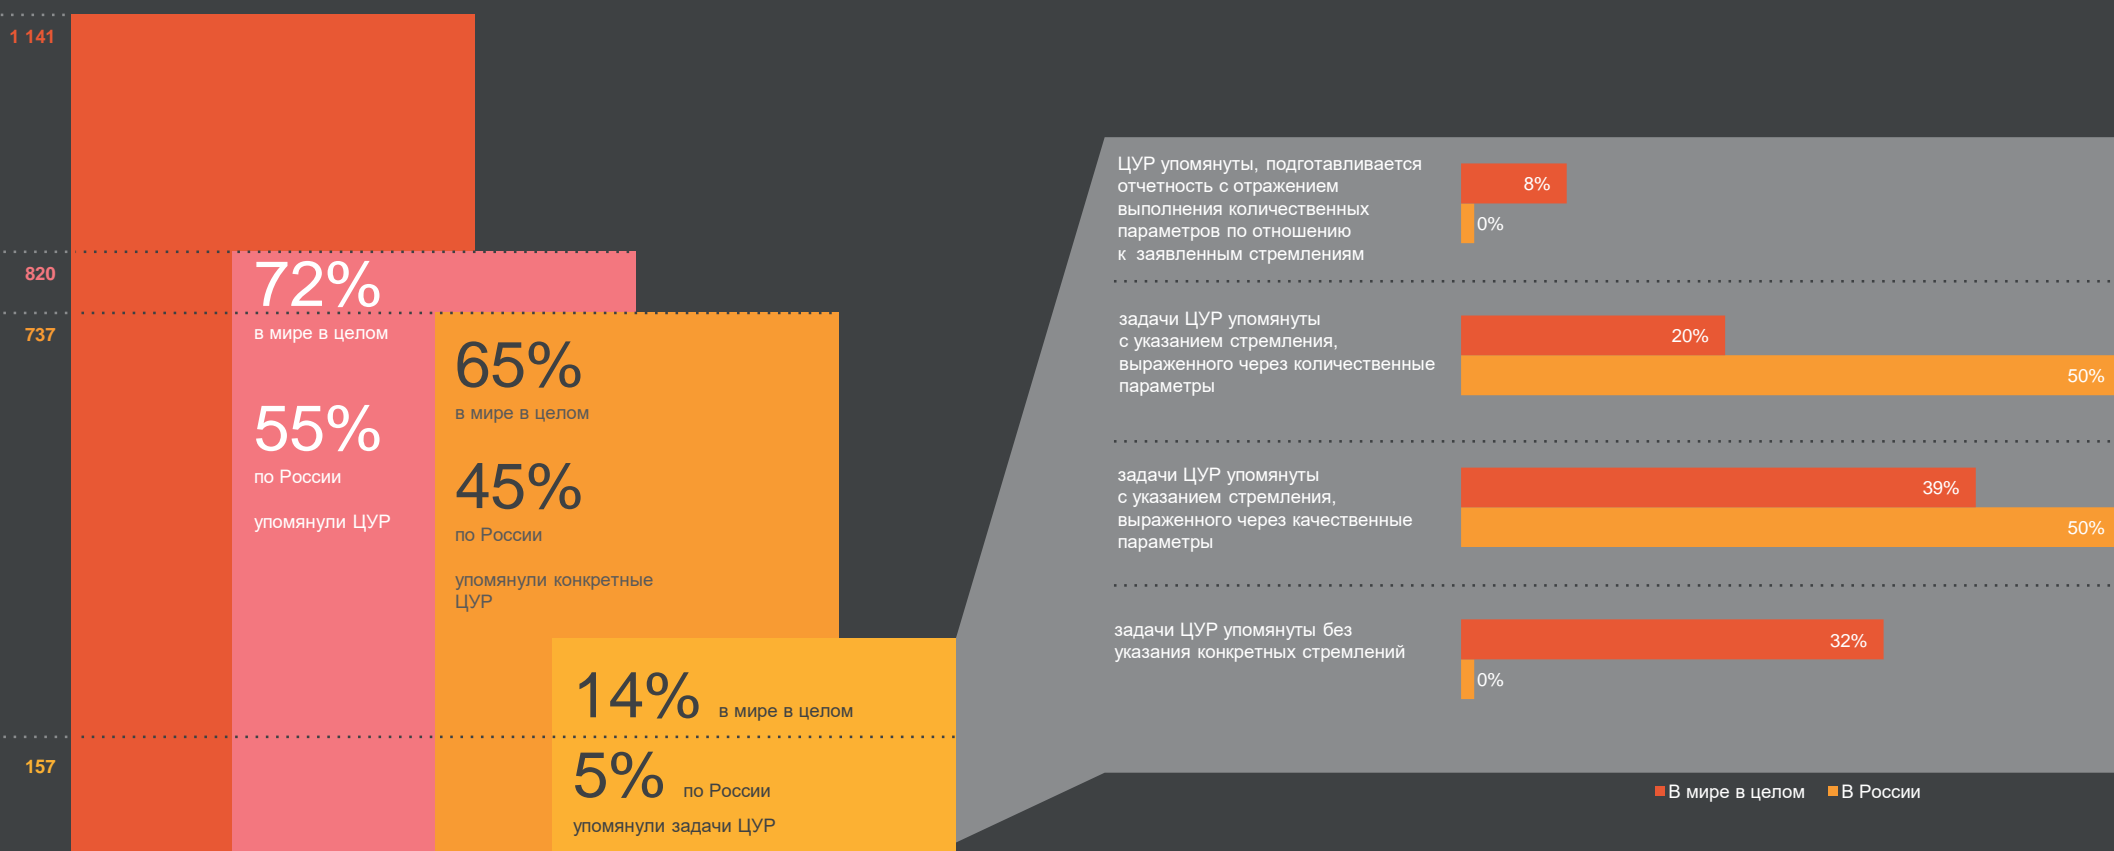 1 141
820
737
157
72%
в мире в целом
55%
по России
упомянули ЦУР
65%
в мире в целом
45%
по России
упомянули конкретные
ЦУР
14% в мире в целом
5% по России
упомянули задачи ЦУР
ЦУР упомянуты, подготавливается
отчетность с отражением
выполнения количественных
параметров по отношению
к заявленным стремлениям
8%
0%
задачи ЦУР упомянуты
с указанием стремления,
выраженного через количественные
параметры
20%
50%
задачи ЦУР упомянуты
с указанием стремления,
выраженного через качественные
параметры
39%
50%
задачи ЦУР упомянуты без
указания конкретных стремлений
32%
0%
В мире в целом В России